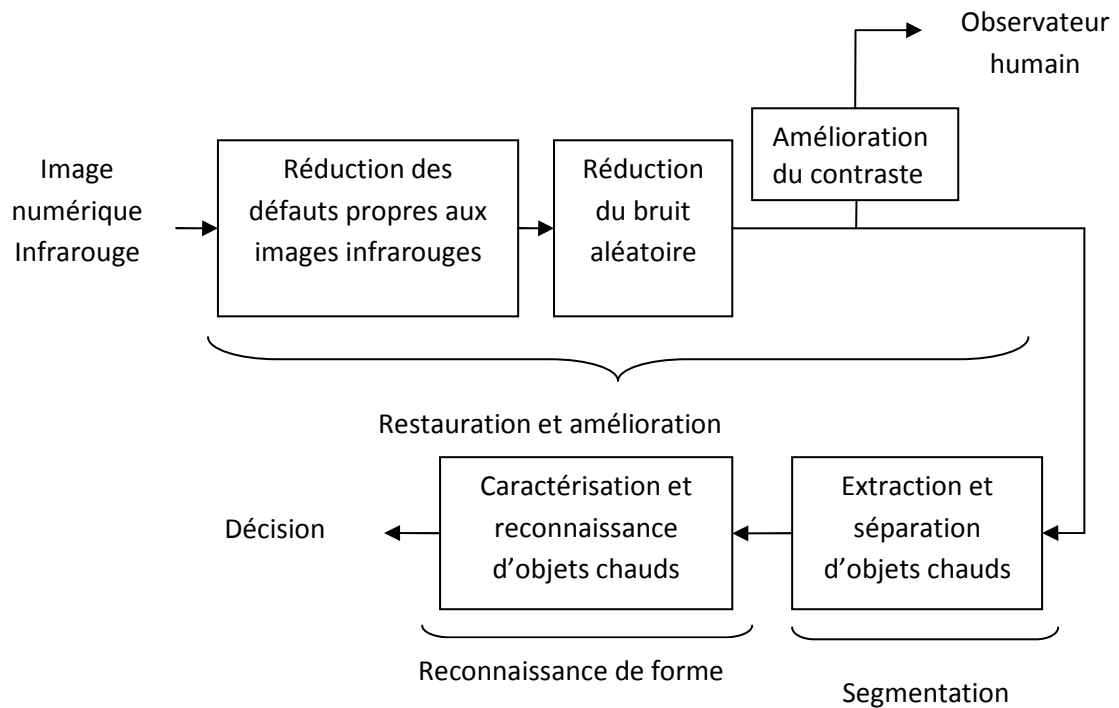 Observateur
humain
Amélioration
du contraste
Image
numérique
Infrarouge
Réduction des
défauts propres aux
images infrarouges
Réduction
du bruit
aléatoire
Restauration et amélioration
Caractérisation et
reconnaissance
d'objets chauds
Extraction et
séparation
d'objets chauds
Décision
Reconnaissance de forme
Segmentation